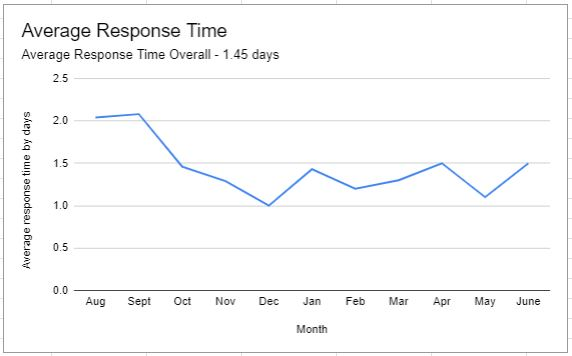 Average Response Time
Average Response Time Overall - 1.45 days
Average response time by days
2.5
2.0
1.5
1.0
0.5
0.0
Aug Sept Oct Nov Dec Jan Feb Mar Apr May June
Month